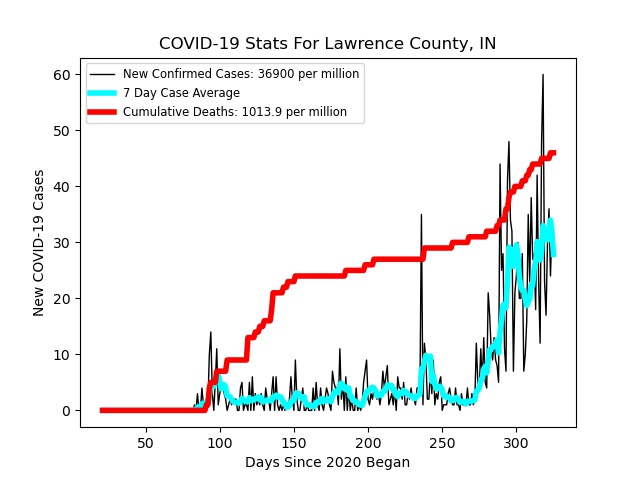 COVID-19 Stats For Lawrence County, IN
New Confirmed Cases: 36900 per million
7 Day Case Average
Cumulative Deaths: 1013.9 per million
60
50
40
30
20
10
0
New COVID-19 Cases
50 100 150 200 250 300
Days Since 2020 Began